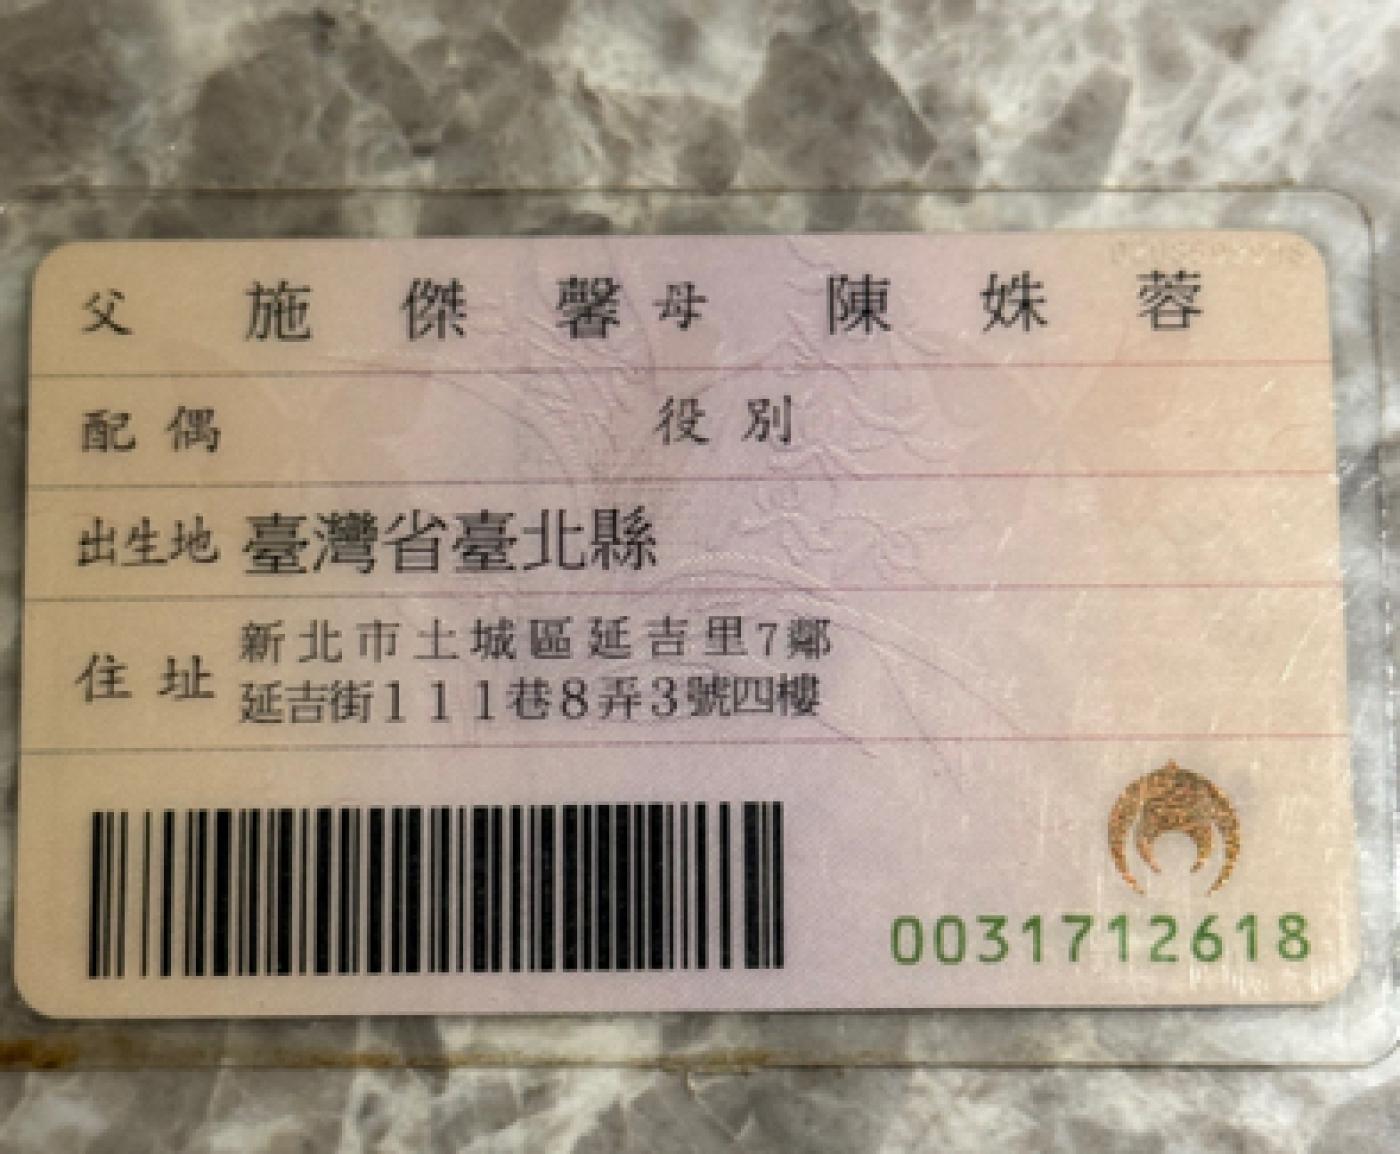 父 施傑馨 母 陳姝蓉
配偶 役別
出生地 臺灣省臺北縣
住址 新北市土城區延吉里7鄰
延吉街111巷8弄3號四樓
0031712618